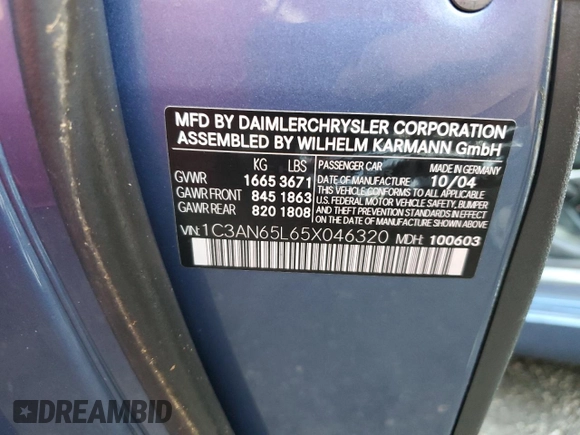 MFD BY DAIMLERCHRYSLER CORPORATION
ASSEMBLED BY WILHELM KARMANN GmbH
KG LBS
GVWR 1665 3671
GAWR FRONT 845 1863
GAWR REAR 820 1808
PASSENGER CAR MADE IN GERMANY
DATE OF MANUFACTURE 10/04
THIS VEHICLE CONFORMS TO ALL APPLICABLE
U.S. FEDERAL MOTOR VEHICLE SAFETY, BUMPER,
AND THEFT PREVENTION STANDARDS IN EFFECT
ON THE DATE OF MANUFACTURE SHOWN ABOVE.
VIN: 1C3AN65L65X046320 MDH: 100603
DREAMBID